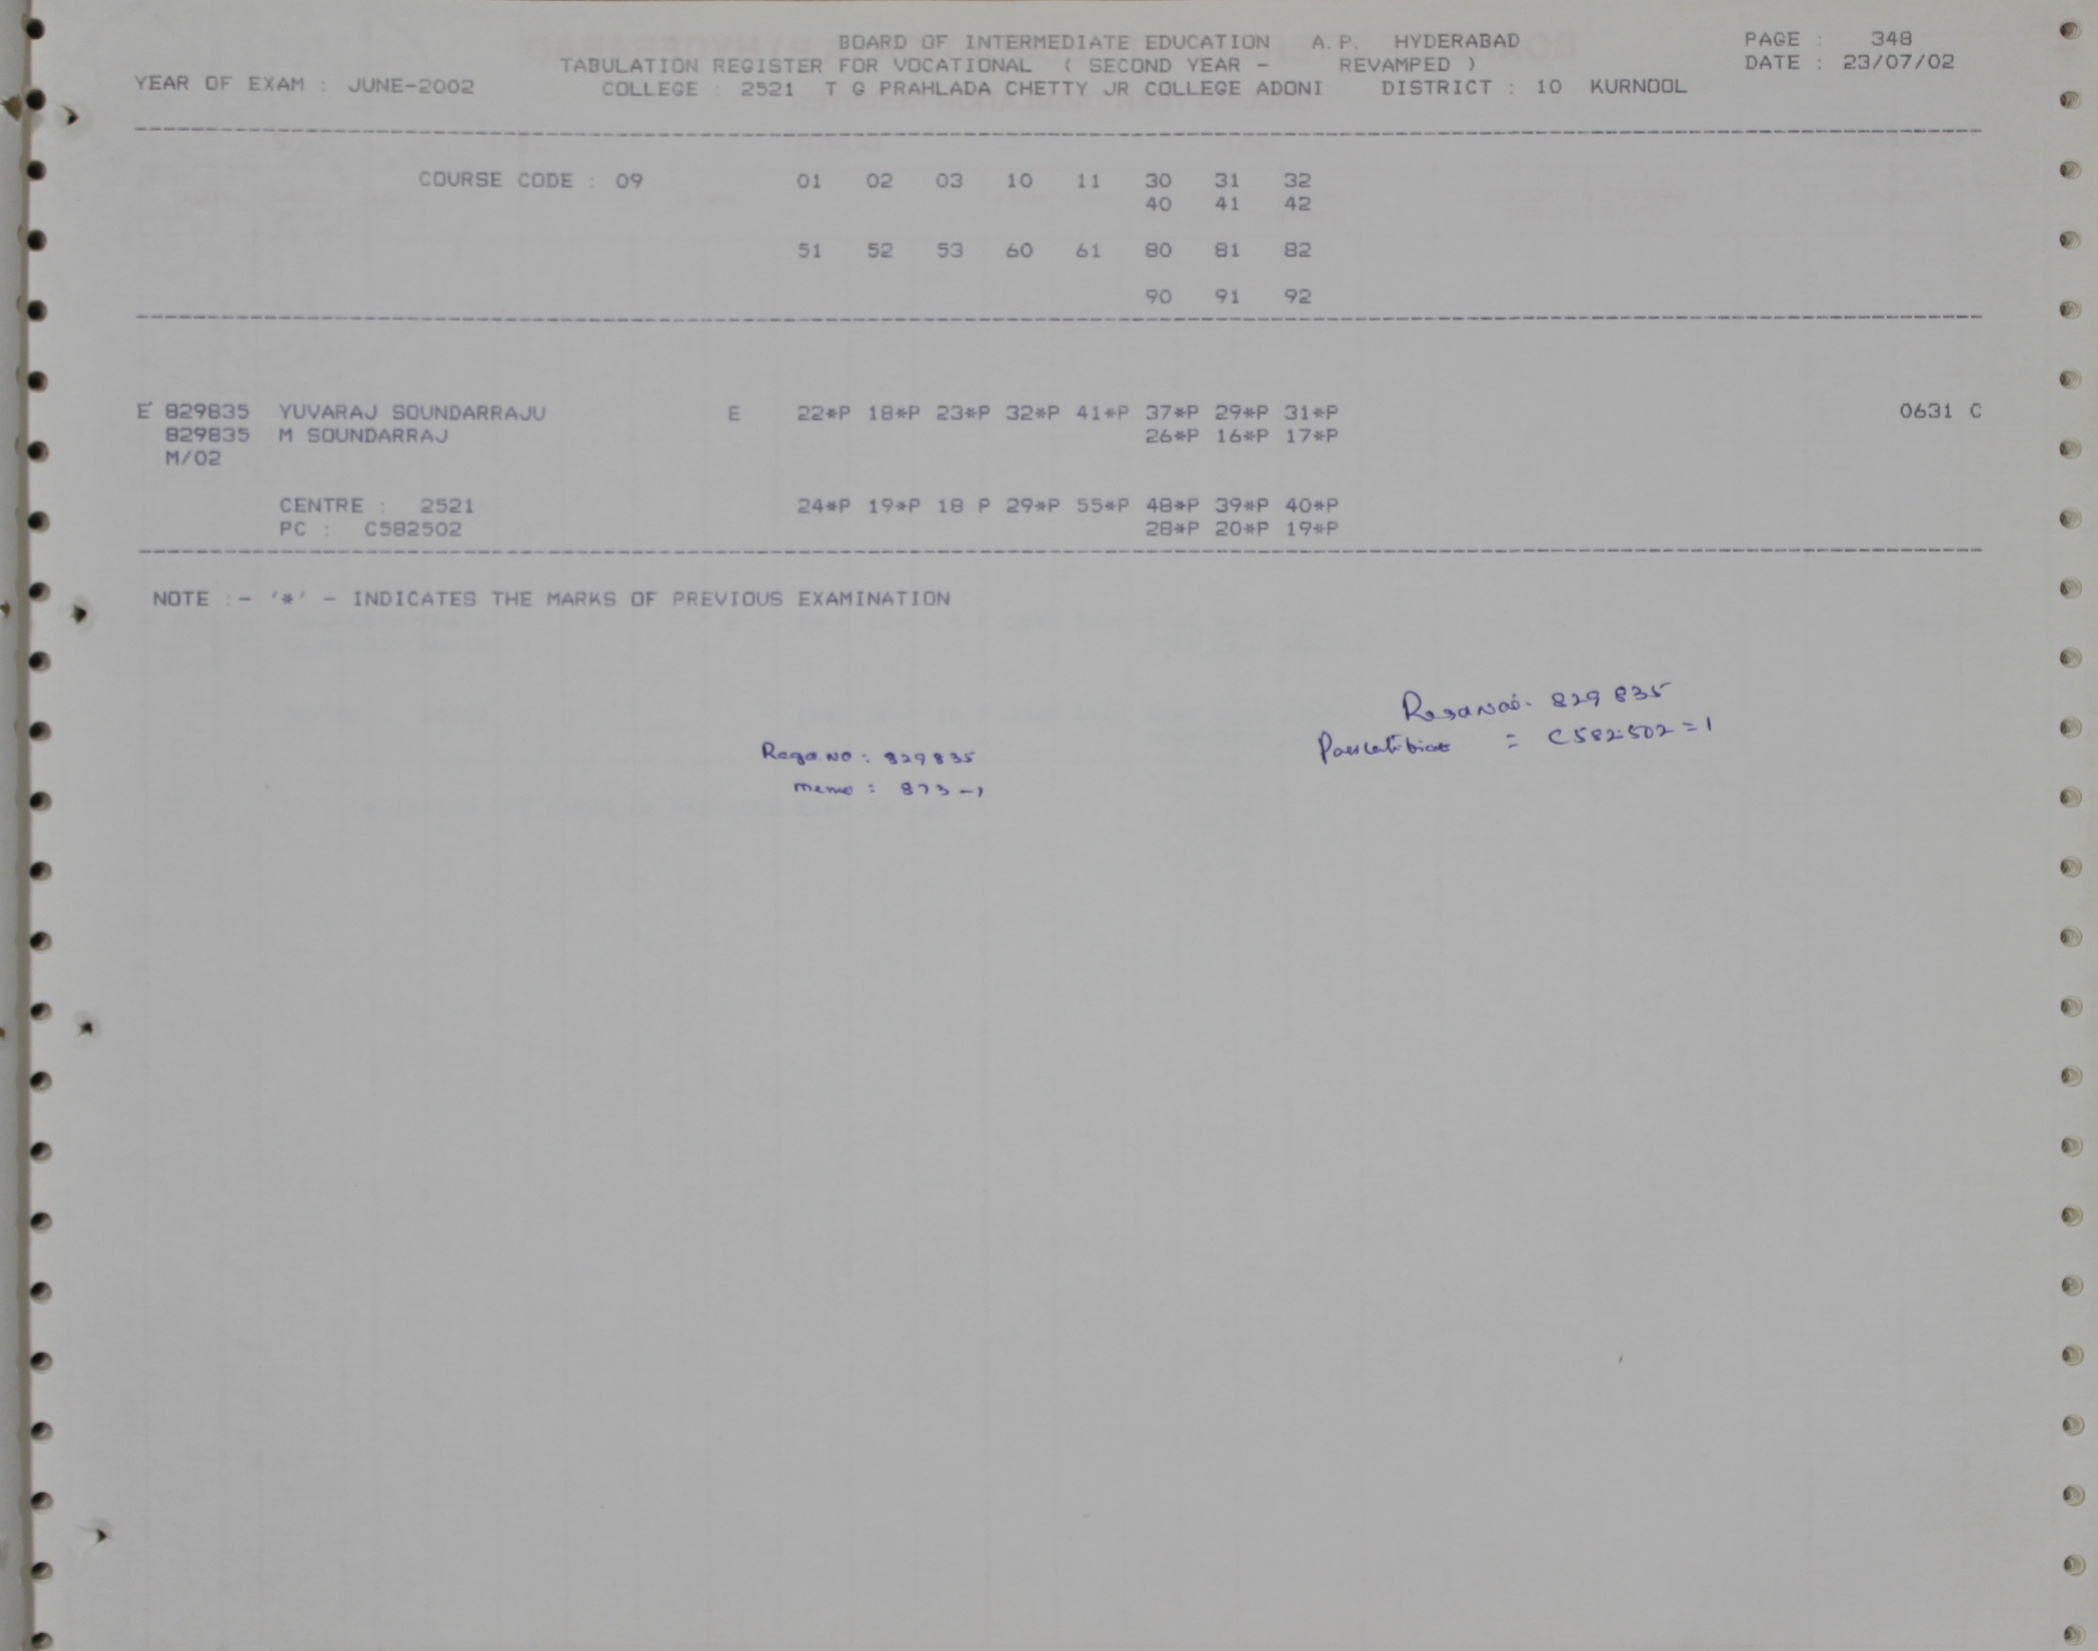 BOARD OF INTERMEDIATE EDUCATION A.P. HYDERABAD PAGE : 348
TABULATION REGISTER FOR VOCATIONAL ( SECOND YEAR - REVAMPED ) DATE : 23/07/02
YEAR OF EXAM : JUNE-2002 COLLEGE : 2521 T G PRAHLADA CHETTY JR COLLEGE ADONI DISTRICT : 10 KURNOOL
COURSE CODE : 09 01 02 03 10 11 30 31 32
40 41 42
51 52 53 60 61 80 81 82
90 91 92
E 829835 YUVARAJ SOUNDARRAJU E 22*P 18*P 23*P 32*P 41*P 37*P 29*P 31*P 0631 C
829835 M SOUNDARRAJ 26*P 16*P 17*P
M/02
CENTRE : 2521 24*P 19*P 18 P 29*P 55*P 48*P 39*P 40*P
PC : C582502 28*P 20*P 19*P
NOTE :- '*' - INDICATES THE MARKS OF PREVIOUS EXAMINATION
829835
= C582502 = 1
Regd.No : 829835
memo : 873 -1